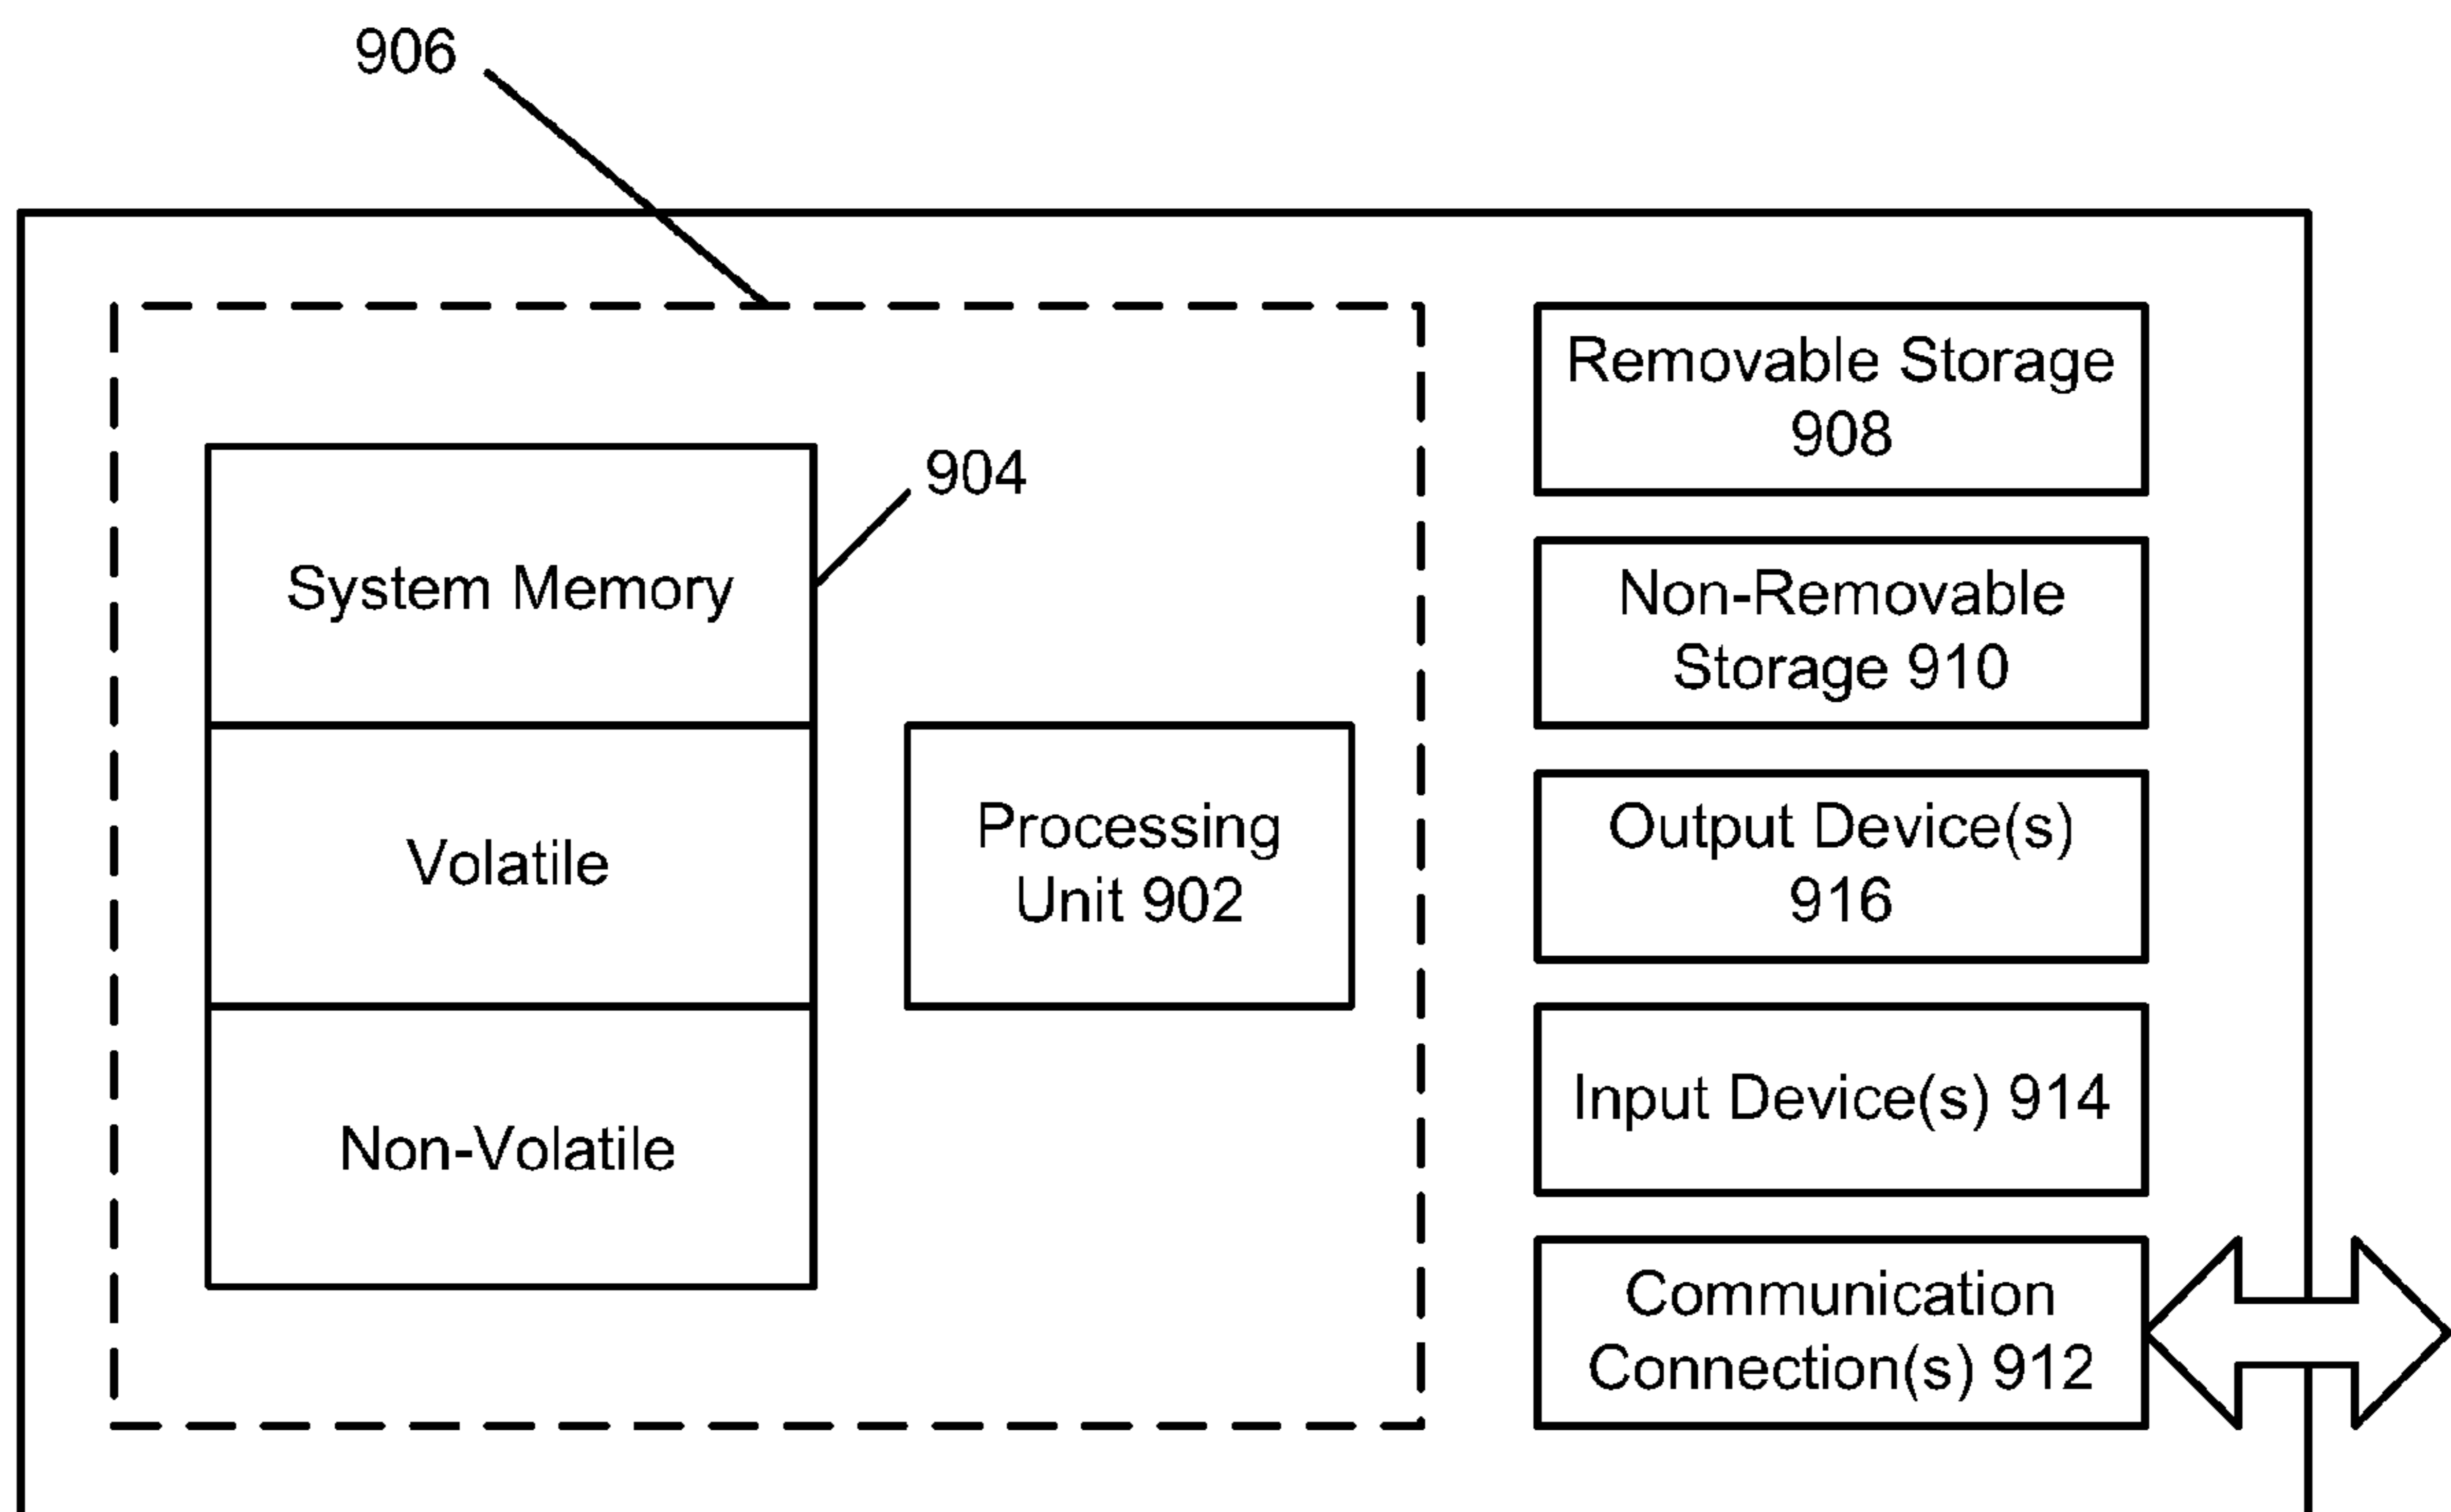 906
904
System Memory
Volatile
Non-Volatile
Processing
Unit 902
Removable Storage
908
Non-Removable
Storage 910
Output Device(s)
916
Input Device(s) 914
Communication
Connection(s) 912